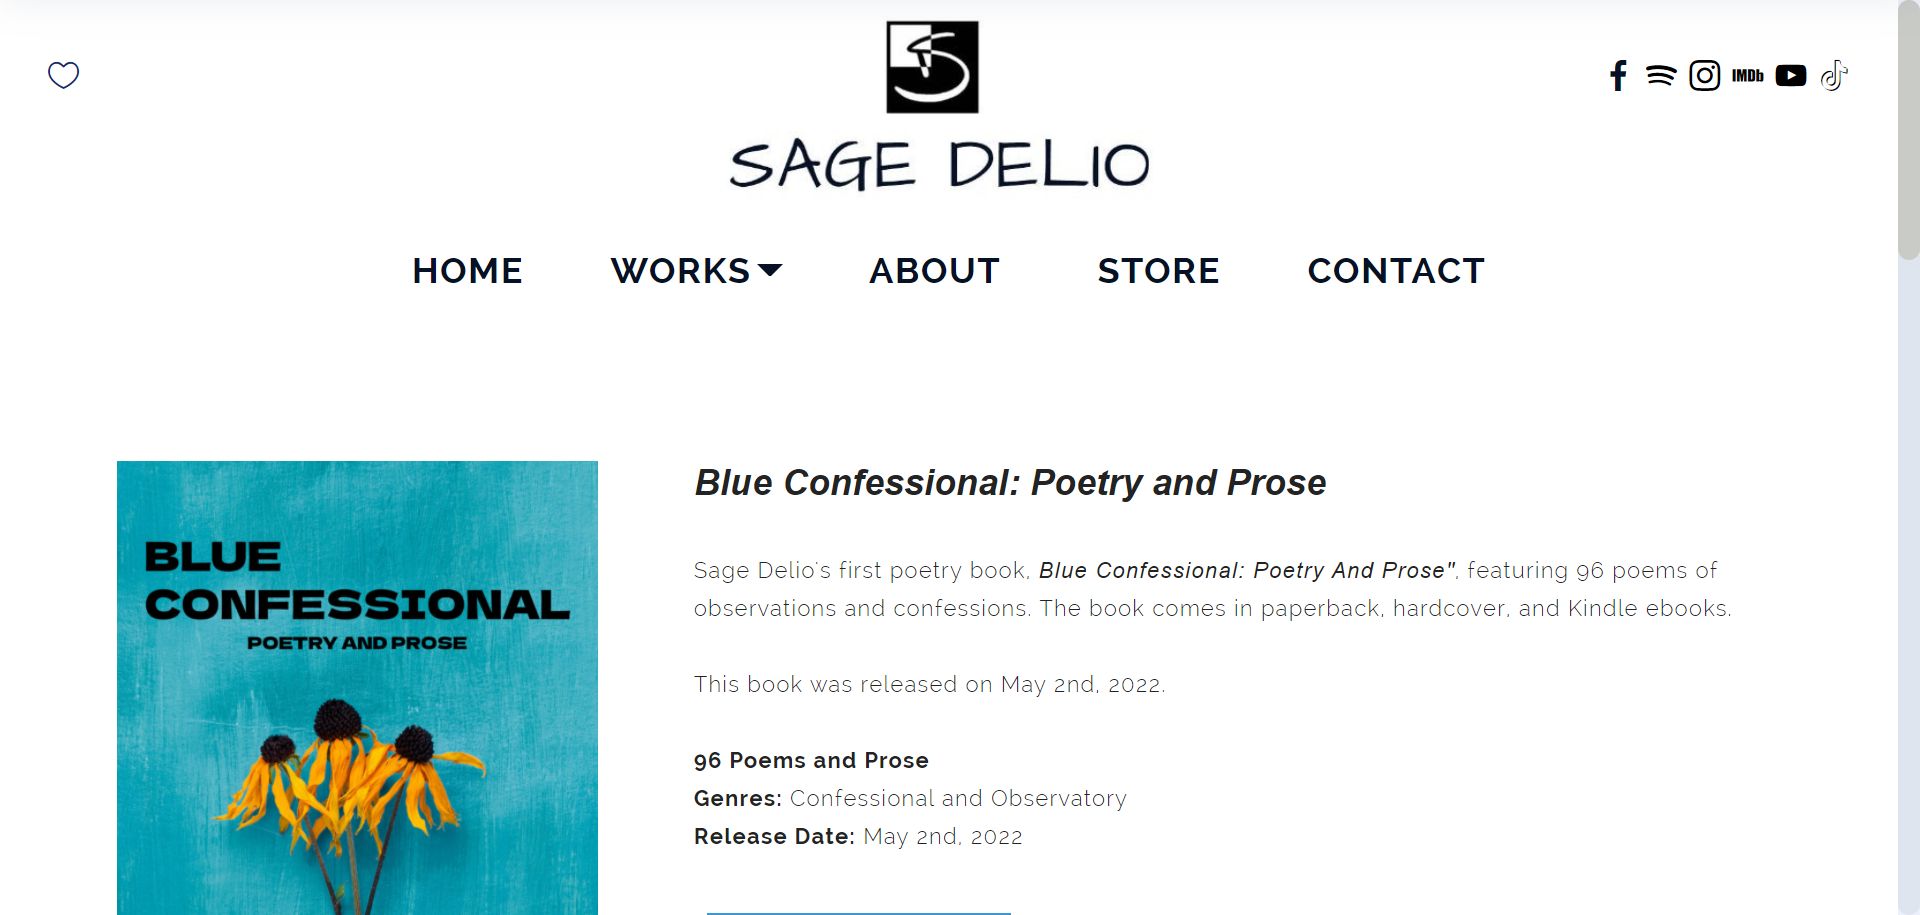 IMDb
SAGE DELIO
HOME WORKS ABOUT STORE CONTACT
BLUE
CONFESSIONAL
POETRY AND PROSE
Blue Confessional: Poetry and Prose
Sage Delio's first poetry book, Blue Confessional: Poetry And Prose", featuring 96 poems of
observations and confessions. The book comes in paperback, hardcover, and Kindle ebooks.
This book was released on May 2nd, 2022.
96 Poems and Prose
Genres: Confessional and Observatory
Release Date: May 2nd, 2022